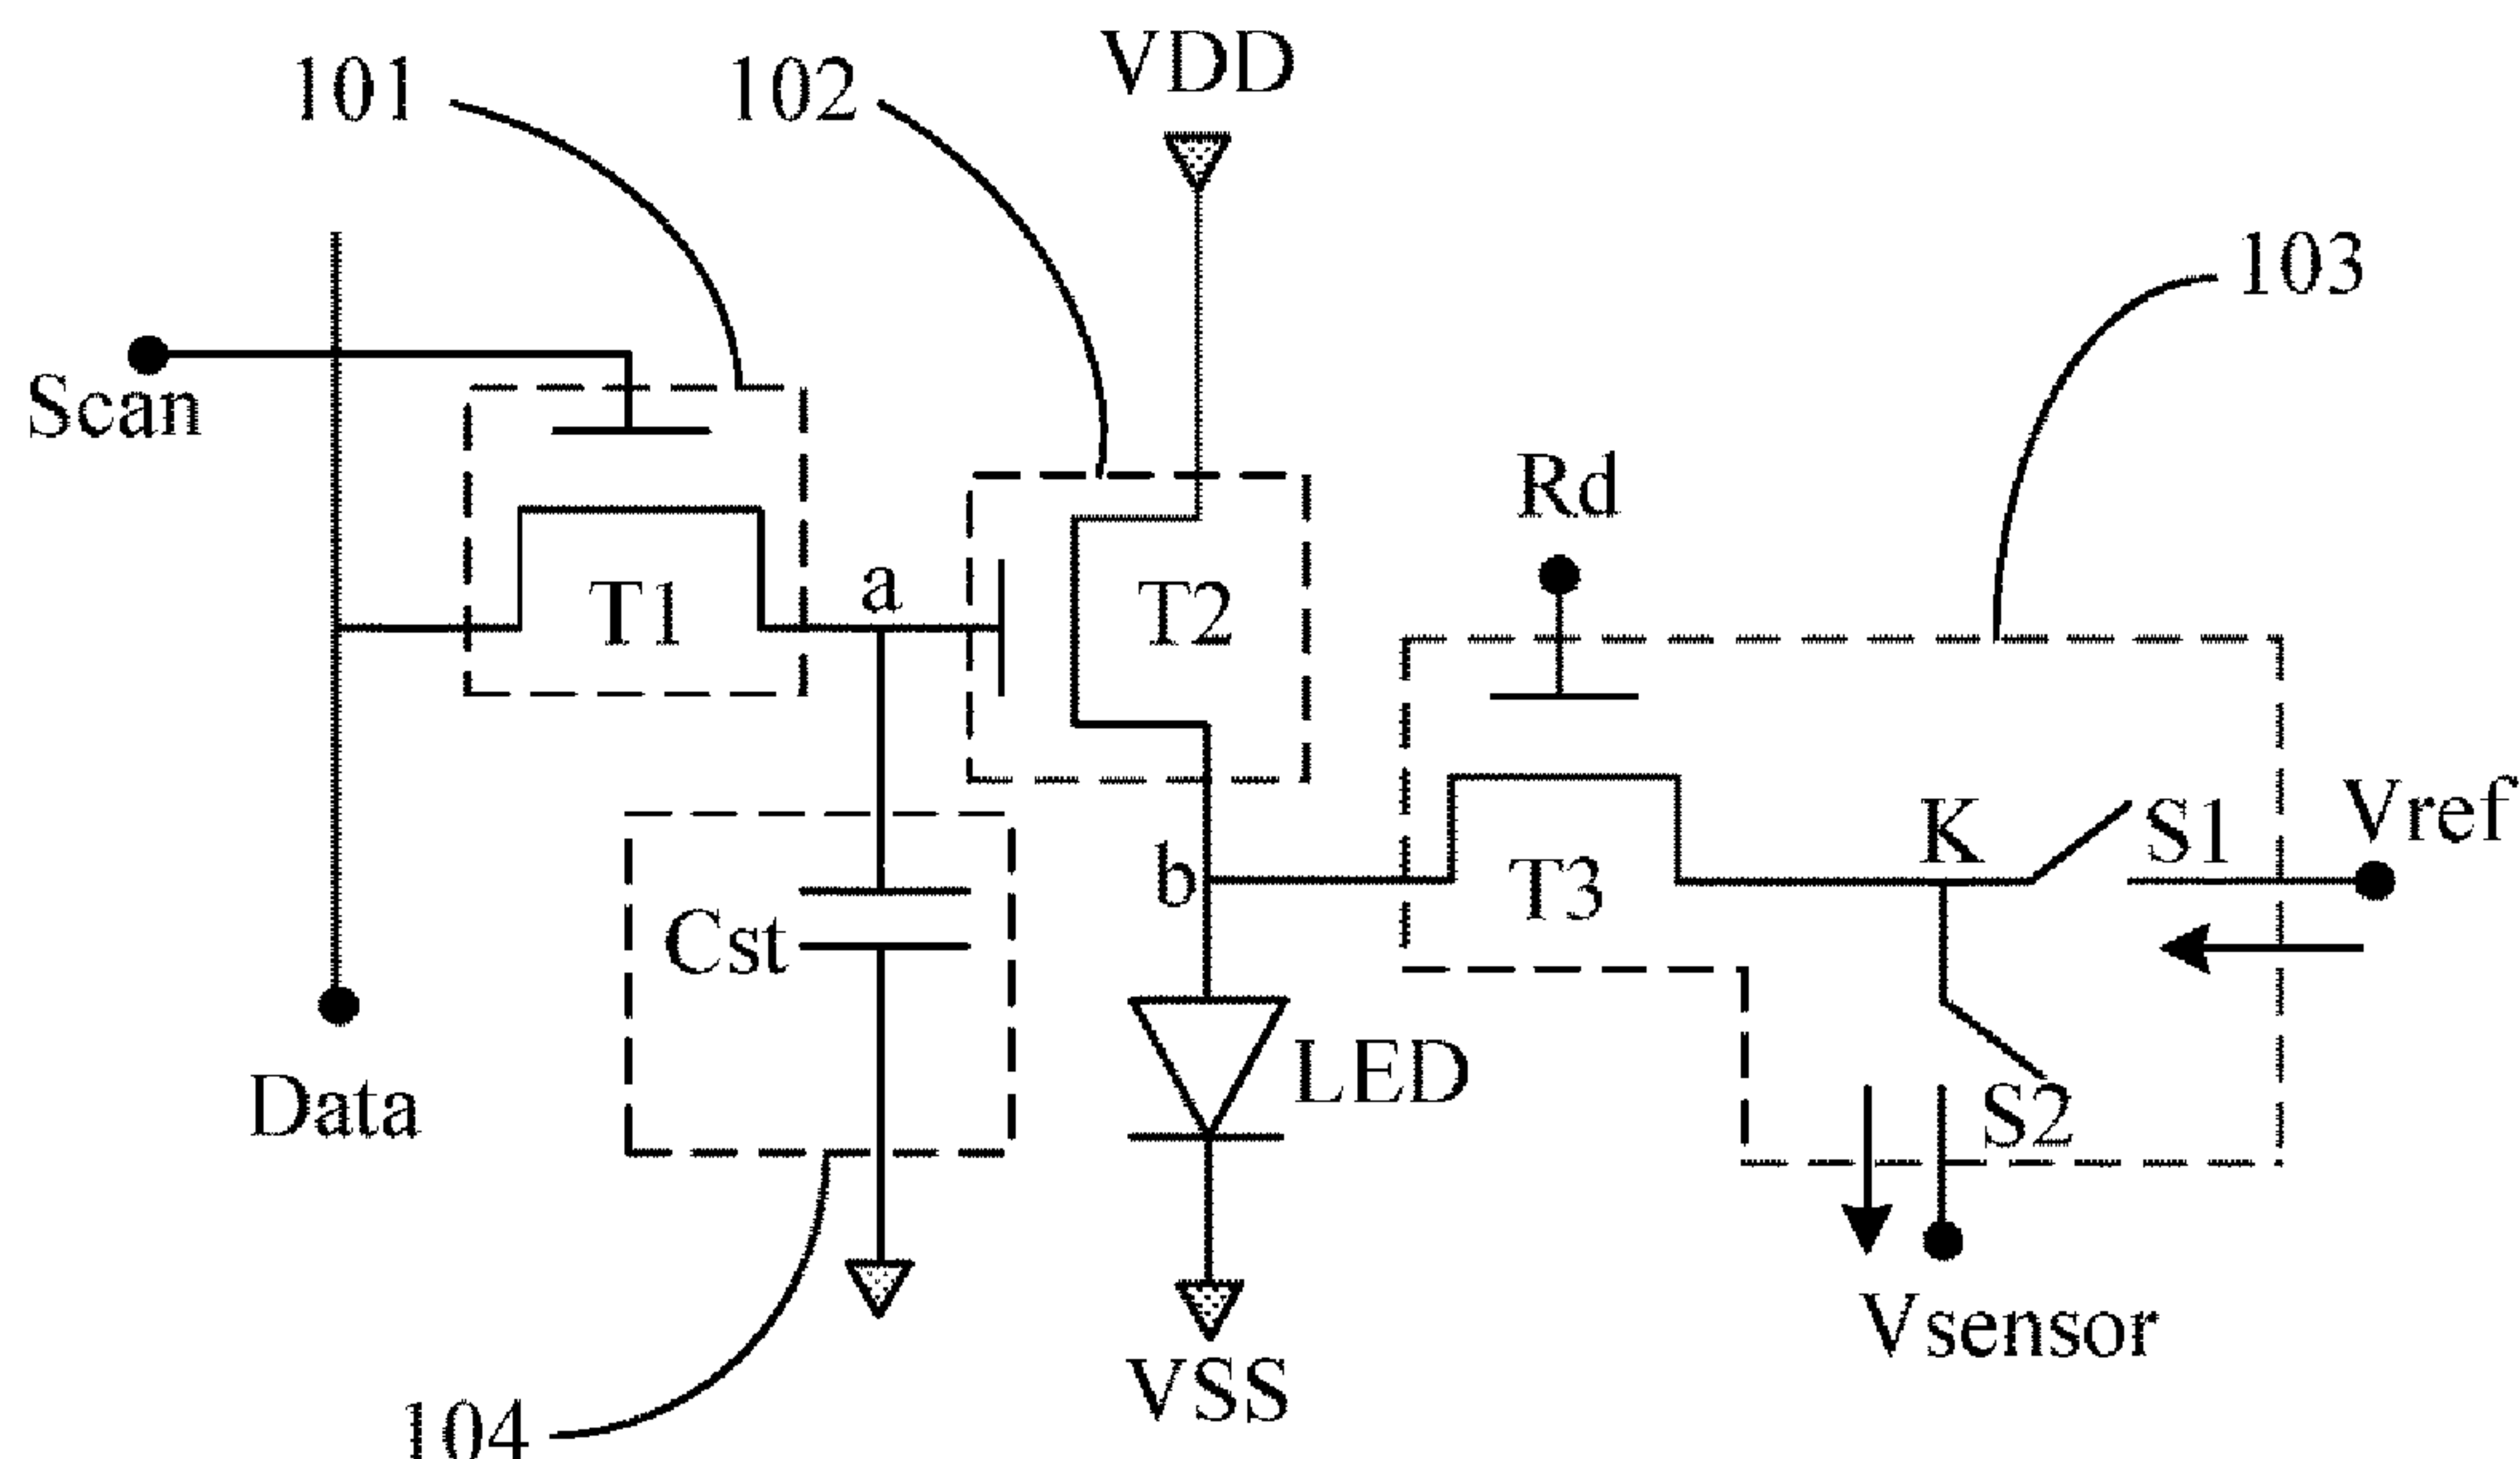 101
102
VDD
103
Scan
Rd
a
T1
T2
Vref
K
S1
b
T3
Cst
LED
Data
S2
Vsensor
VSS
104